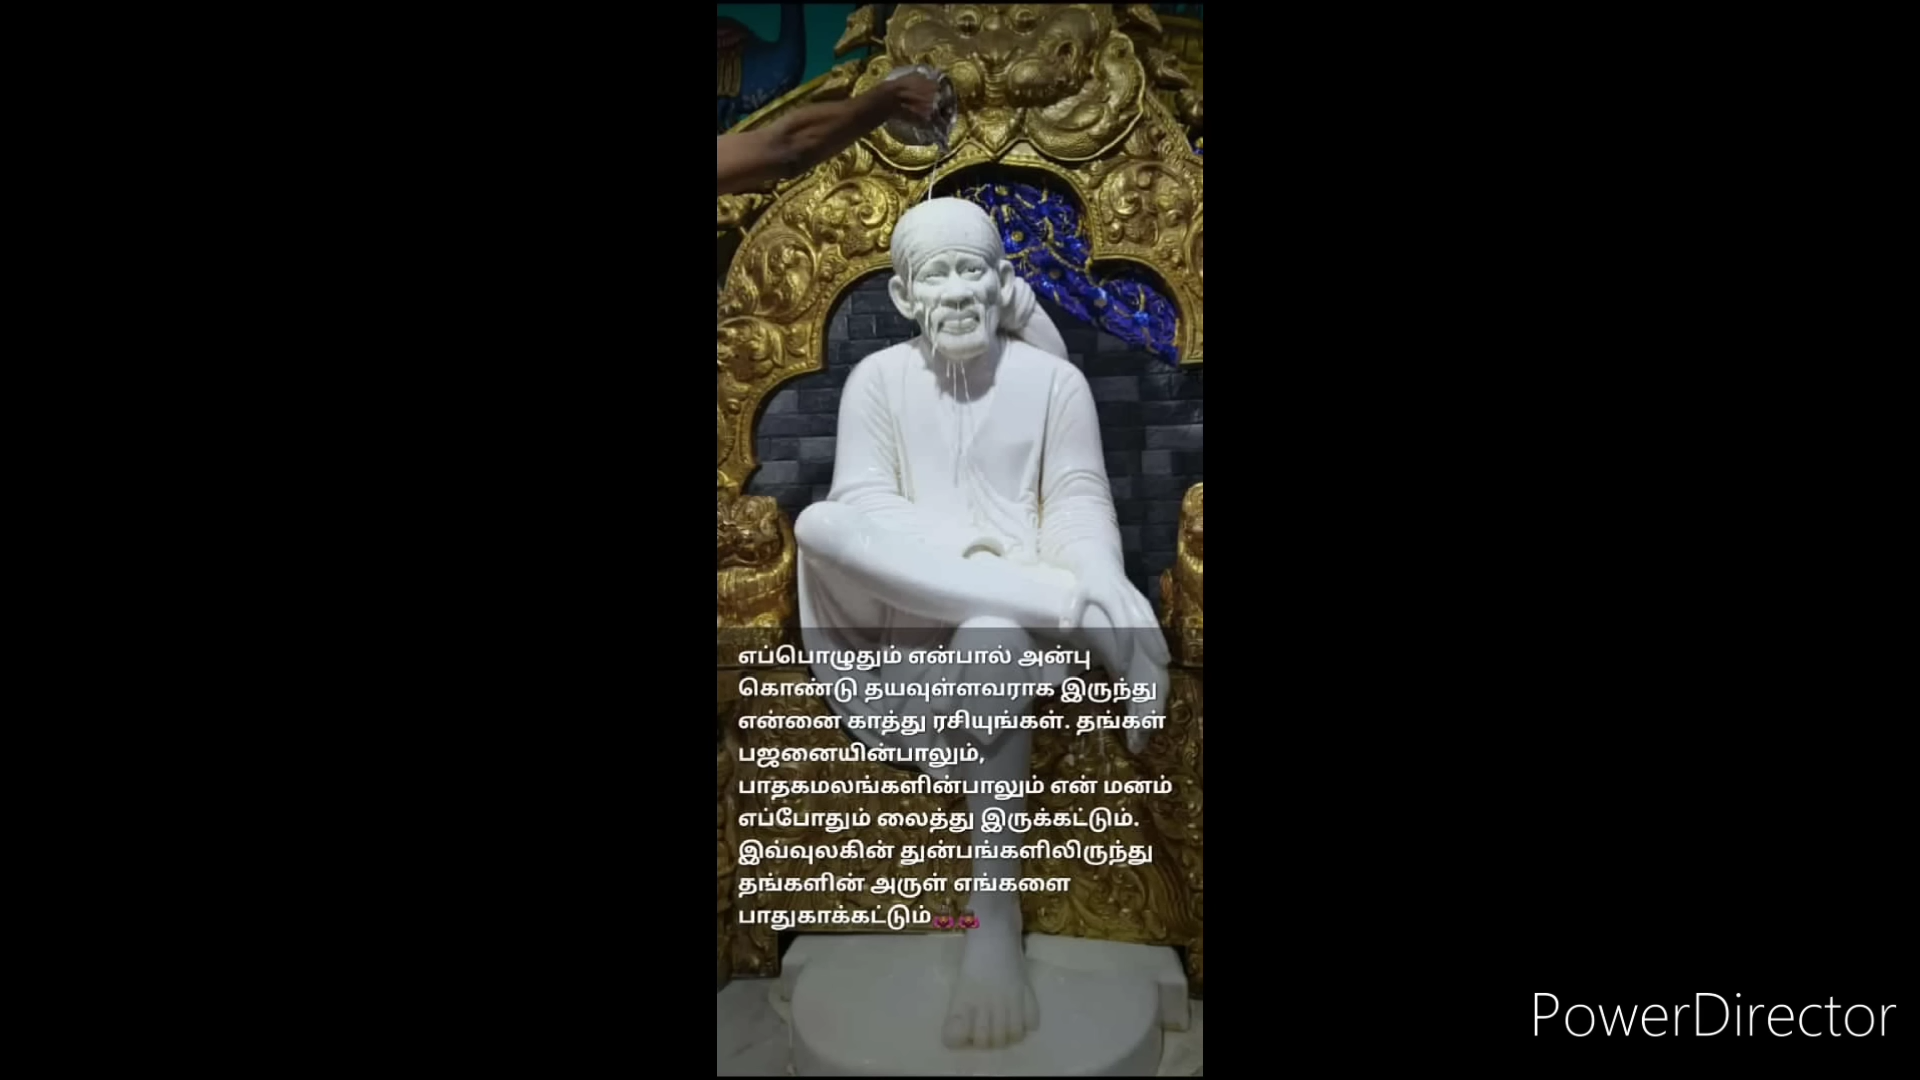 எப்பொழுதும் என்பால் அன்பு
கொண்டு தயவுள்ளவராக இருந்து
என்னை காத்து ரசியுங்கள். தங்கள்
பஜனையின்பாலும்,
பாதகமலங்களின்பாலும் என் மனம்
எப்போதும் லைத்து இருக்கட்டும்.
இவ்வுலகின் துன்பங்களிலிருந்து
தங்களின் அருள் எங்களை
பாதுகாக்கட்டும்
PowerDirector